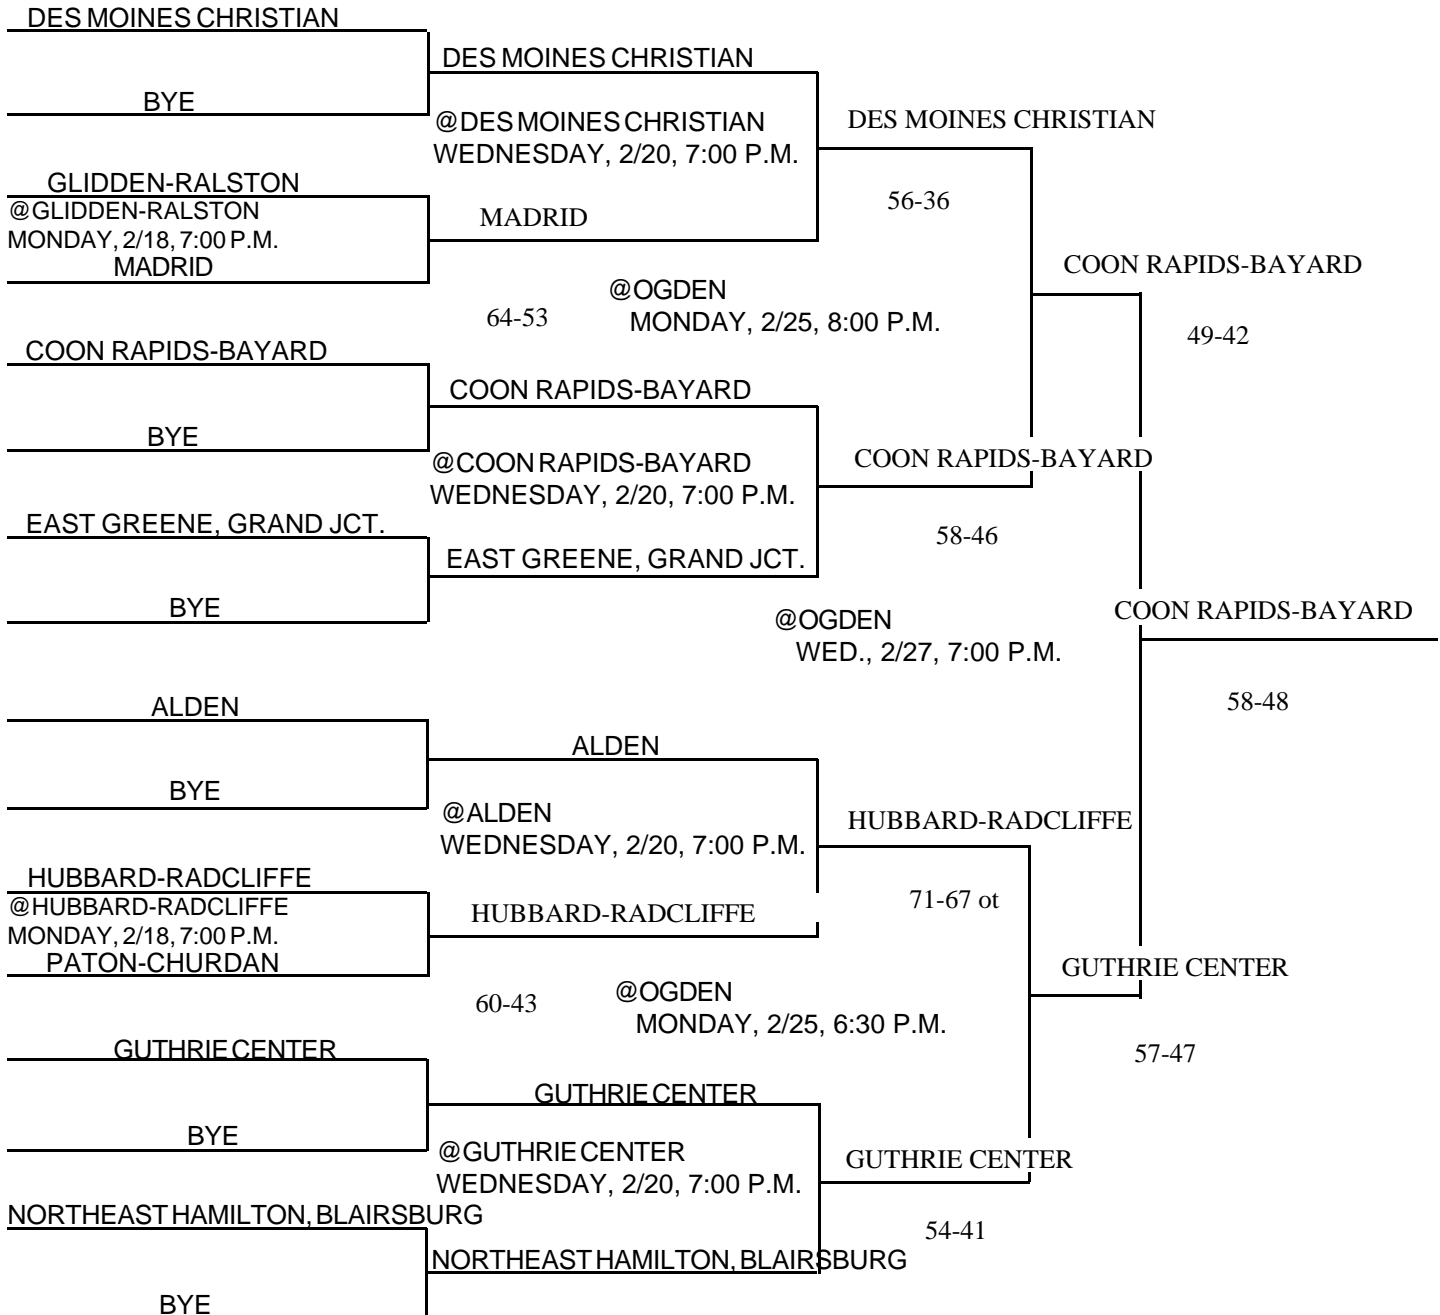 DES MOINES CHRISTIAN
DES MOINES CHRISTIAN
BYE
@DES MOINES CHRISTIAN
WEDNESDAY, 2/20, 7:00 P.M.
DES MOINES CHRISTIAN
GLIDDEN-RALSTON
@GLIDDEN-RALSTON
MONDAY, 2/18, 7:00 P.M.
MADRID
MADRID
56-36
COON RAPIDS-BAYARD
64-53
@OGDEN
MONDAY, 2/25, 8:00 P.M.
49-42
COON RAPIDS-BAYARD
COON RAPIDS-BAYARD
BYE
@COON RAPIDS-BAYARD
WEDNESDAY, 2/20, 7:00 P.M.
COON RAPIDS-BAYARD
EAST GREENE, GRAND JCT.
58-46
EAST GREENE, GRAND JCT.
BYE
@OGDEN
WED., 2/27, 7:00 P.M.
COON RAPIDS-BAYARD
58-48
ALDEN
ALDEN
BYE
@ALDEN
WEDNESDAY, 2/20, 7:00 P.M.
HUBBARD-RADCLIFFE
HUBBARD-RADCLIFFE
@HUBBARD-RADCLIFFE
MONDAY, 2/18, 7:00 P.M.
PATON-CHURDAN
HUBBARD-RADCLIFFE
71-67 ot
GUTHRIE CENTER
60-43
@OGDEN
MONDAY, 2/25, 6:30 P.M.
57-47
GUTHRIE CENTER
GUTHRIE CENTER
BYE
@GUTHRIE CENTER
WEDNESDAY, 2/20, 7:00 P.M.
GUTHRIE CENTER
NORTHEAST HAMILTON, BLAIRSBURG
54-41
NORTHEAST HAMILTON, BLAIRSBURG
BYE